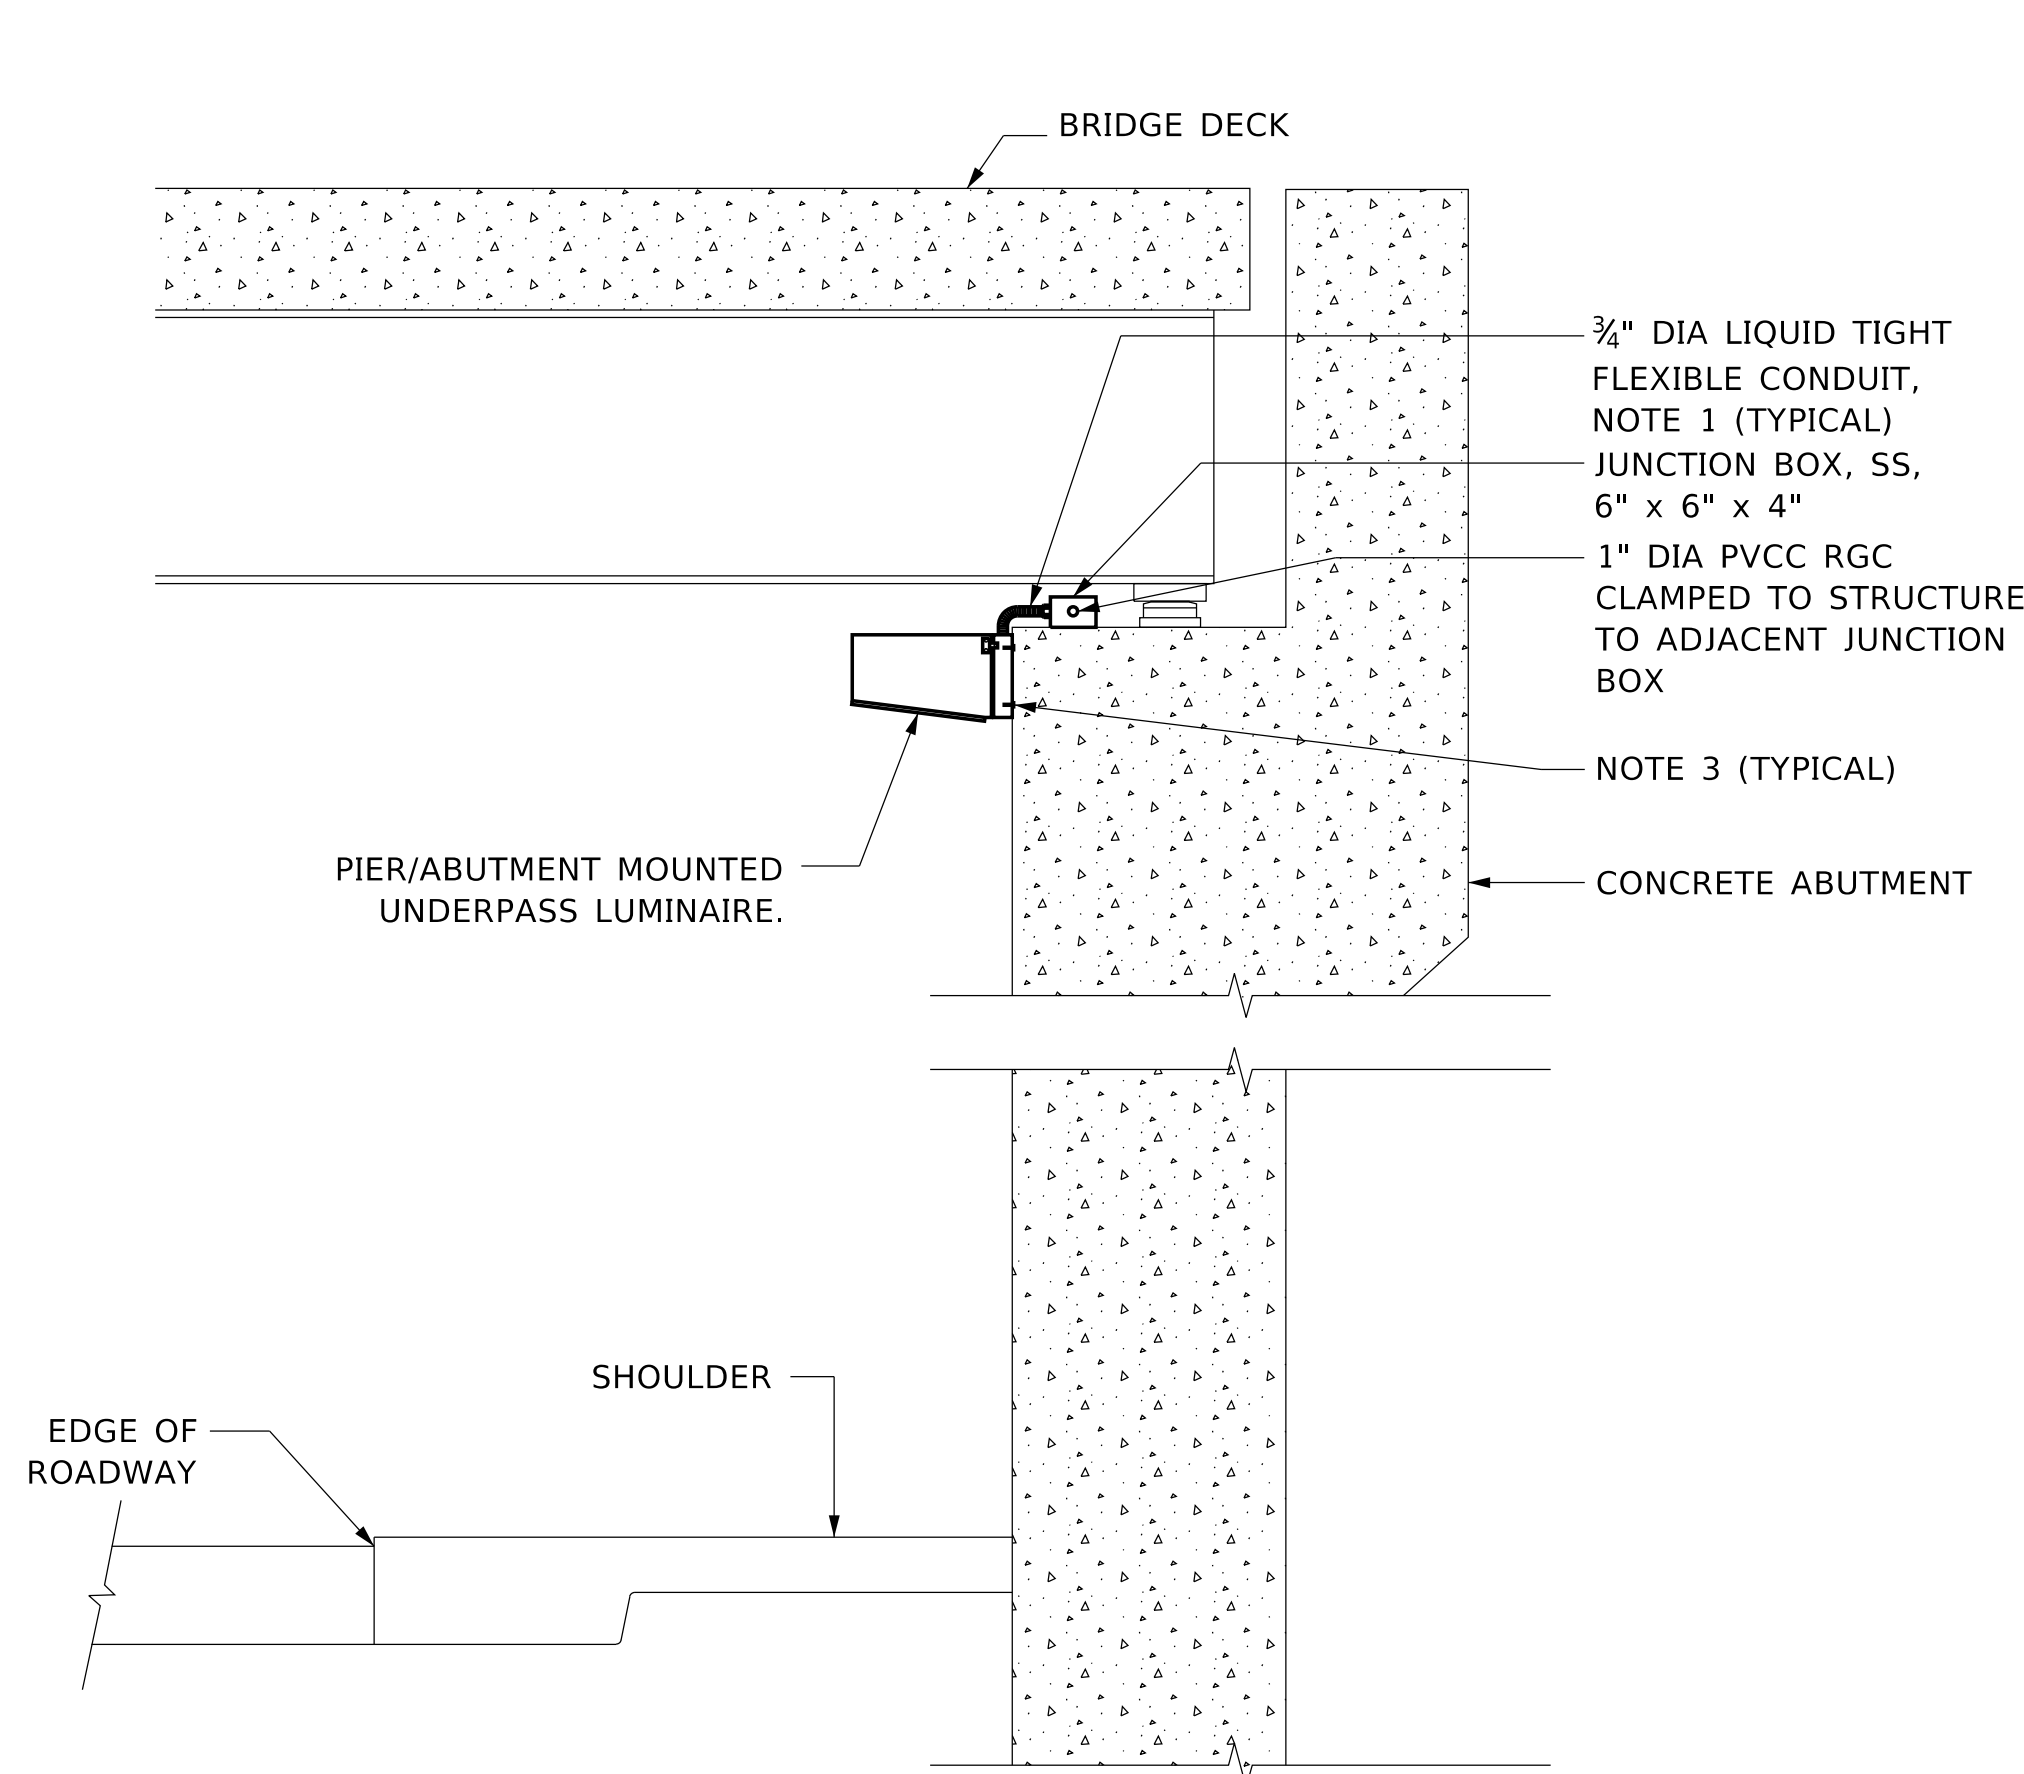 BRIDGE DECK
¾" DIA LIQUID TIGHT
FLEXIBLE CONDUIT,
NOTE 1 (TYPICAL)
JUNCTION BOX, SS,
6" x 6" x 4"
1" DIA PVCC RGC
CLAMPED TO STRUCTURE
TO ADJACENT JUNCTION
BOX
NOTE 3 (TYPICAL)
PIER/ABUTMENT MOUNTED
UNDERPASS LUMINAIRE.
CONCRETE ABUTMENT
SHOULDER
EDGE OF
ROADWAY